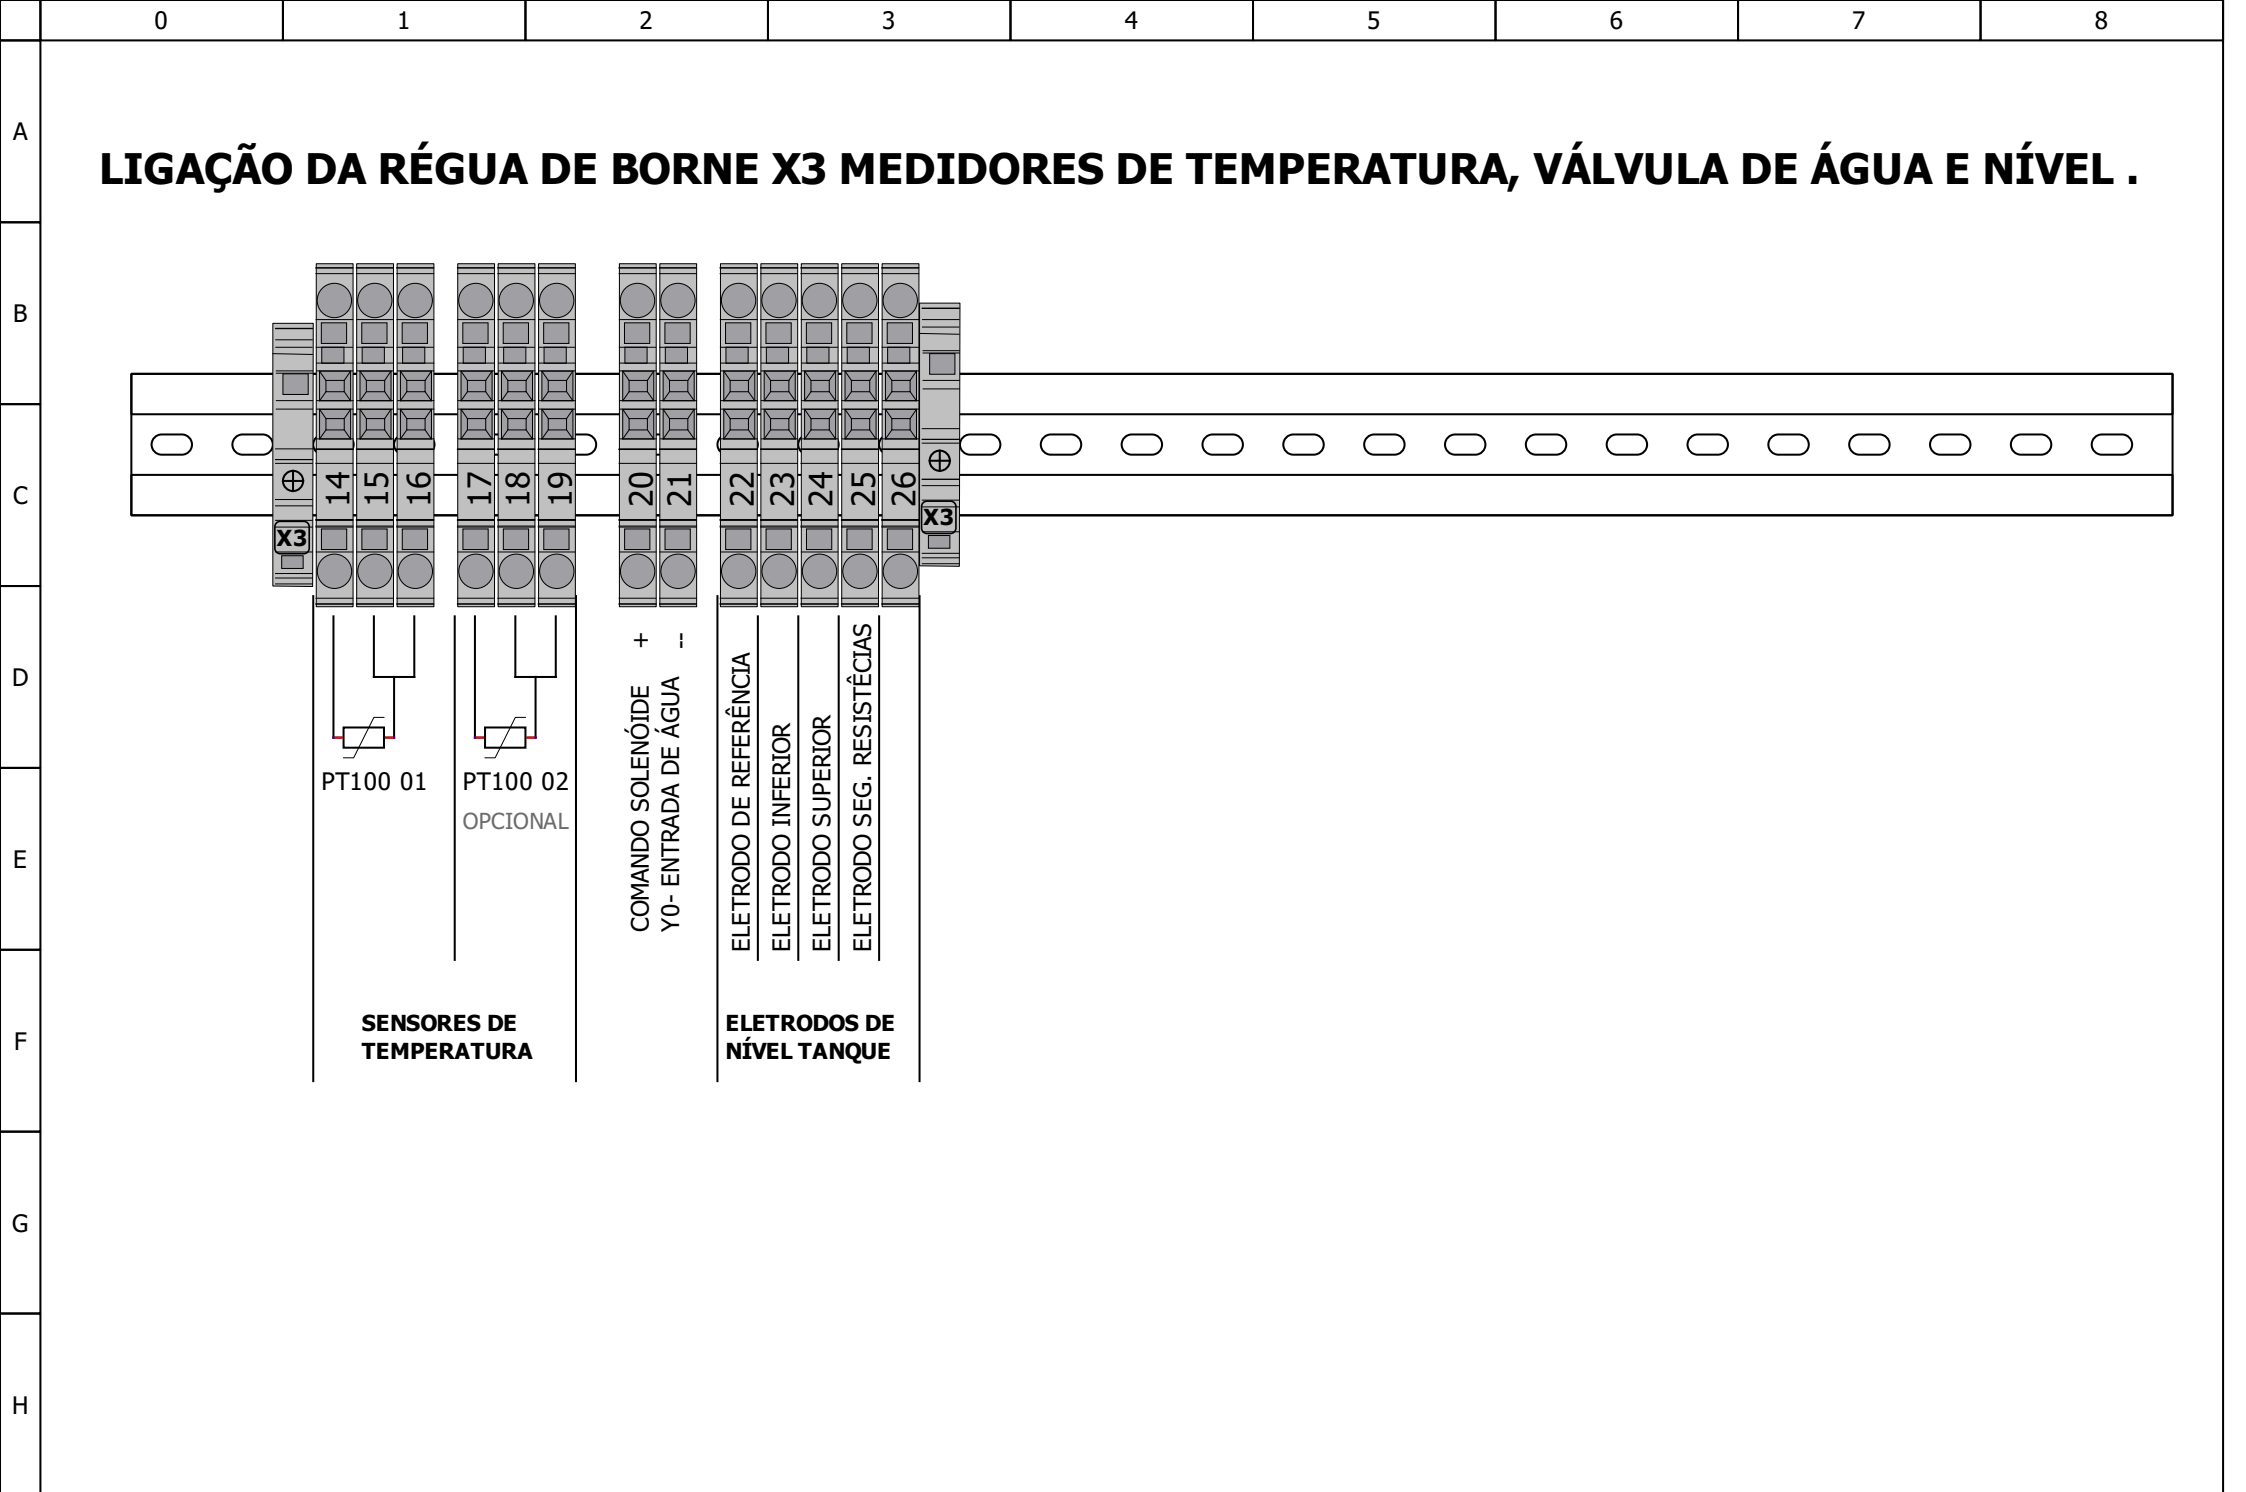 0 1 2 3 4 5 6 7 8
A
LIGAÇÃO DA RÉGUA DE BORNE X3 MEDIDORES DE TEMPERATURA, VÁLVULA DE ÁGUA E NÍVEL .
B
C
14 15 16 17 18 19 20 21 22 23 24 25 26
X3
X3
D
+
--
PT100 01
PT100 02
OPCIONAL
COMANDO SOLENÓIDE
Y0- ENTRADA DE ÁGUA
ELETRODO DE REFERÊNCIA
ELETRODO INFERIOR
ELETRODO SUPERIOR
ELETRODO SEG. RESISTÊCIAS
E
F
SENSORES DE
TEMPERATURA
ELETRODOS DE
NÍVEL TANQUE
G
H